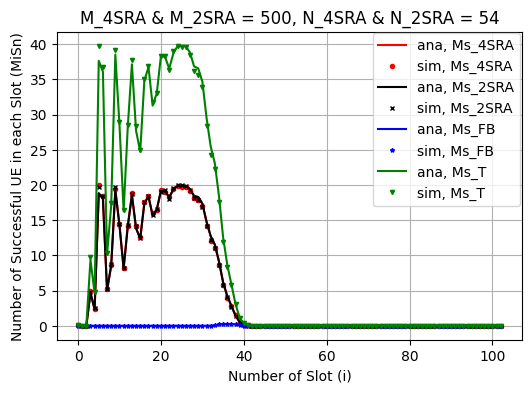 M_4SRA & M_2SRA = 500, N_4SRA & N_2SRA = 54
Number of Successful UE in each Slot (MiSn)
40
35
30
25
20
15
10
5
0
ana, Ms_4SRA
sim, Ms_4SRA
ana, Ms_2SRA
sim, Ms_2SRA
ana, Ms_FB
sim, Ms_FB
ana, Ms_T
sim, Ms_T
0 20 40 60 80 100
Number of Slot (i)